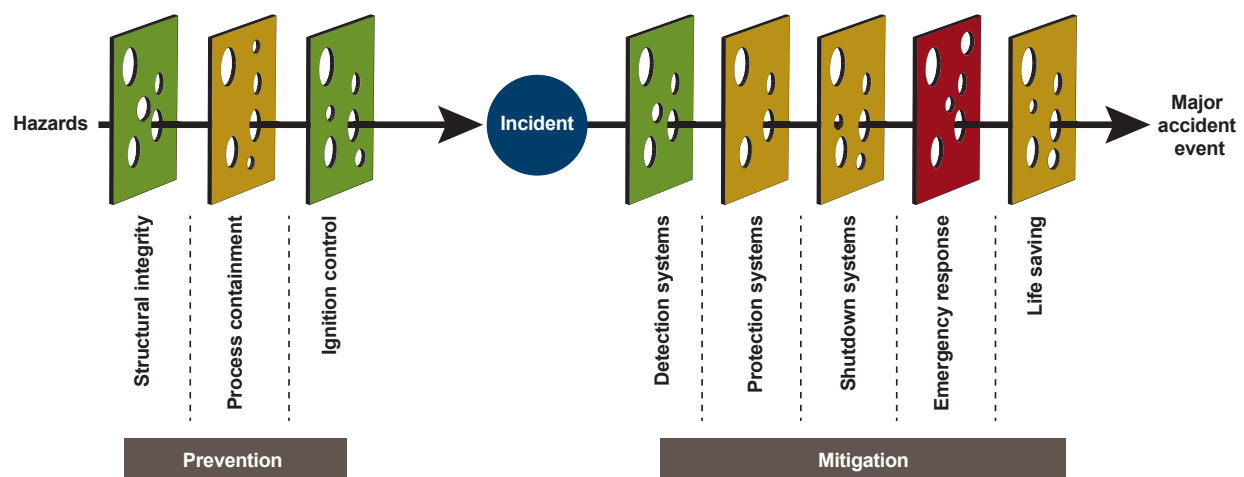 Hazards
Incident
Major
accident
event
Structural integrity
Process containment
Ignition control
Detection systems
Protection systems
Shutdown systems
Emergency response
Life saving
Prevention
Mitigation